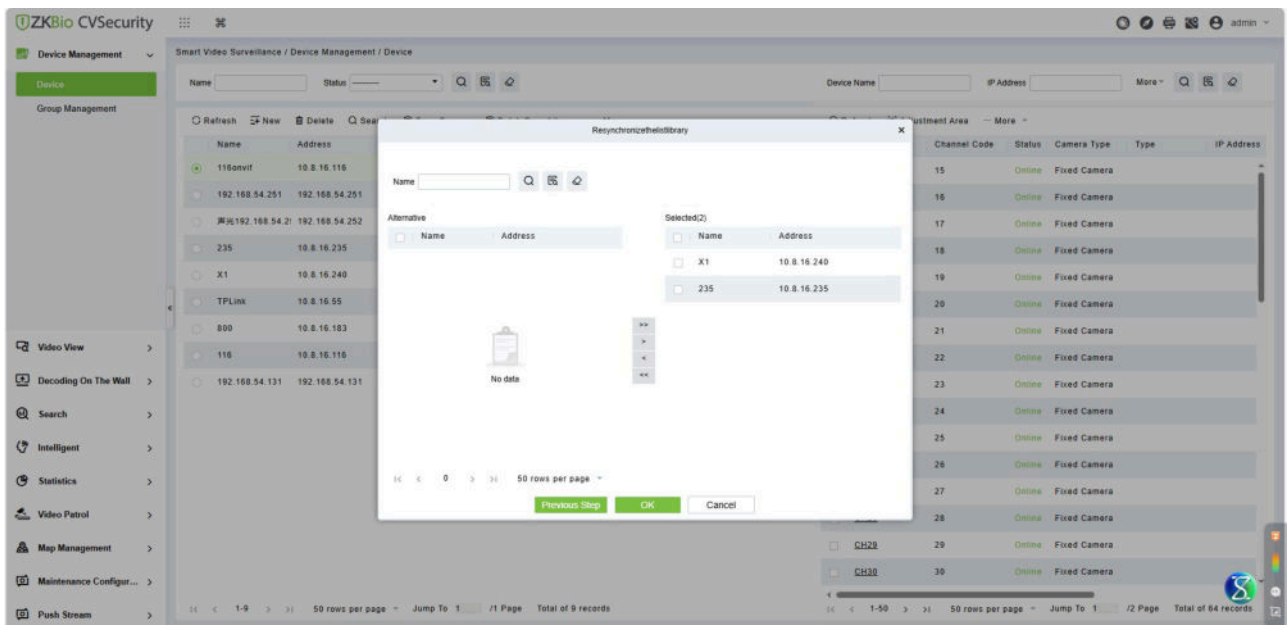 ZKBio CVSecurity
admin
Device Management
Smart Video Surveillance / Device Management / Device
Device
Group Management
Name Status ---------
Device Name IP Address More
Refresh New Delete
More
Resynchronizethelistlibrary
Name Address
116onvif 10.8.16.116
192.168.54.251 192.168.54.251
192.168.54.252
235 10.8.16.235
X1 10.8.16.240
TPLink 10.8.16.55
800 10.8.16.183
116 10.8.16.116
192.168.54.131 192.168.54.131
Name
Alternative
Name Address
No data
>>
>
<
<<
Selected(2)
Name Address
X1 10.8.16.240
235 10.8.16.235
0 50 rows per page
Previous Step OK Cancel
Channel Code Status Camera Type Type IP Address
15 Online Fixed Camera
16 Online Fixed Camera
17 Online Fixed Camera
18 Online Fixed Camera
19 Online Fixed Camera
20 Online Fixed Camera
21 Online Fixed Camera
22 Online Fixed Camera
23 Online Fixed Camera
24 Online Fixed Camera
25 Online Fixed Camera
26 Online Fixed Camera
27 Online Fixed Camera
28 Online Fixed Camera
CH29 29 Online Fixed Camera
CH30 30 Online Fixed Camera
Video View
Decoding On The Wall
Search
Intelligent
Statistics
Video Patrol
Map Management
Maintenance Configur...
Push Stream
1-9 50 rows per page Jump To 1 /1 Page Total of 9 records
1-50 50 rows per page Jump To 1 /2 Page Total of 64 records